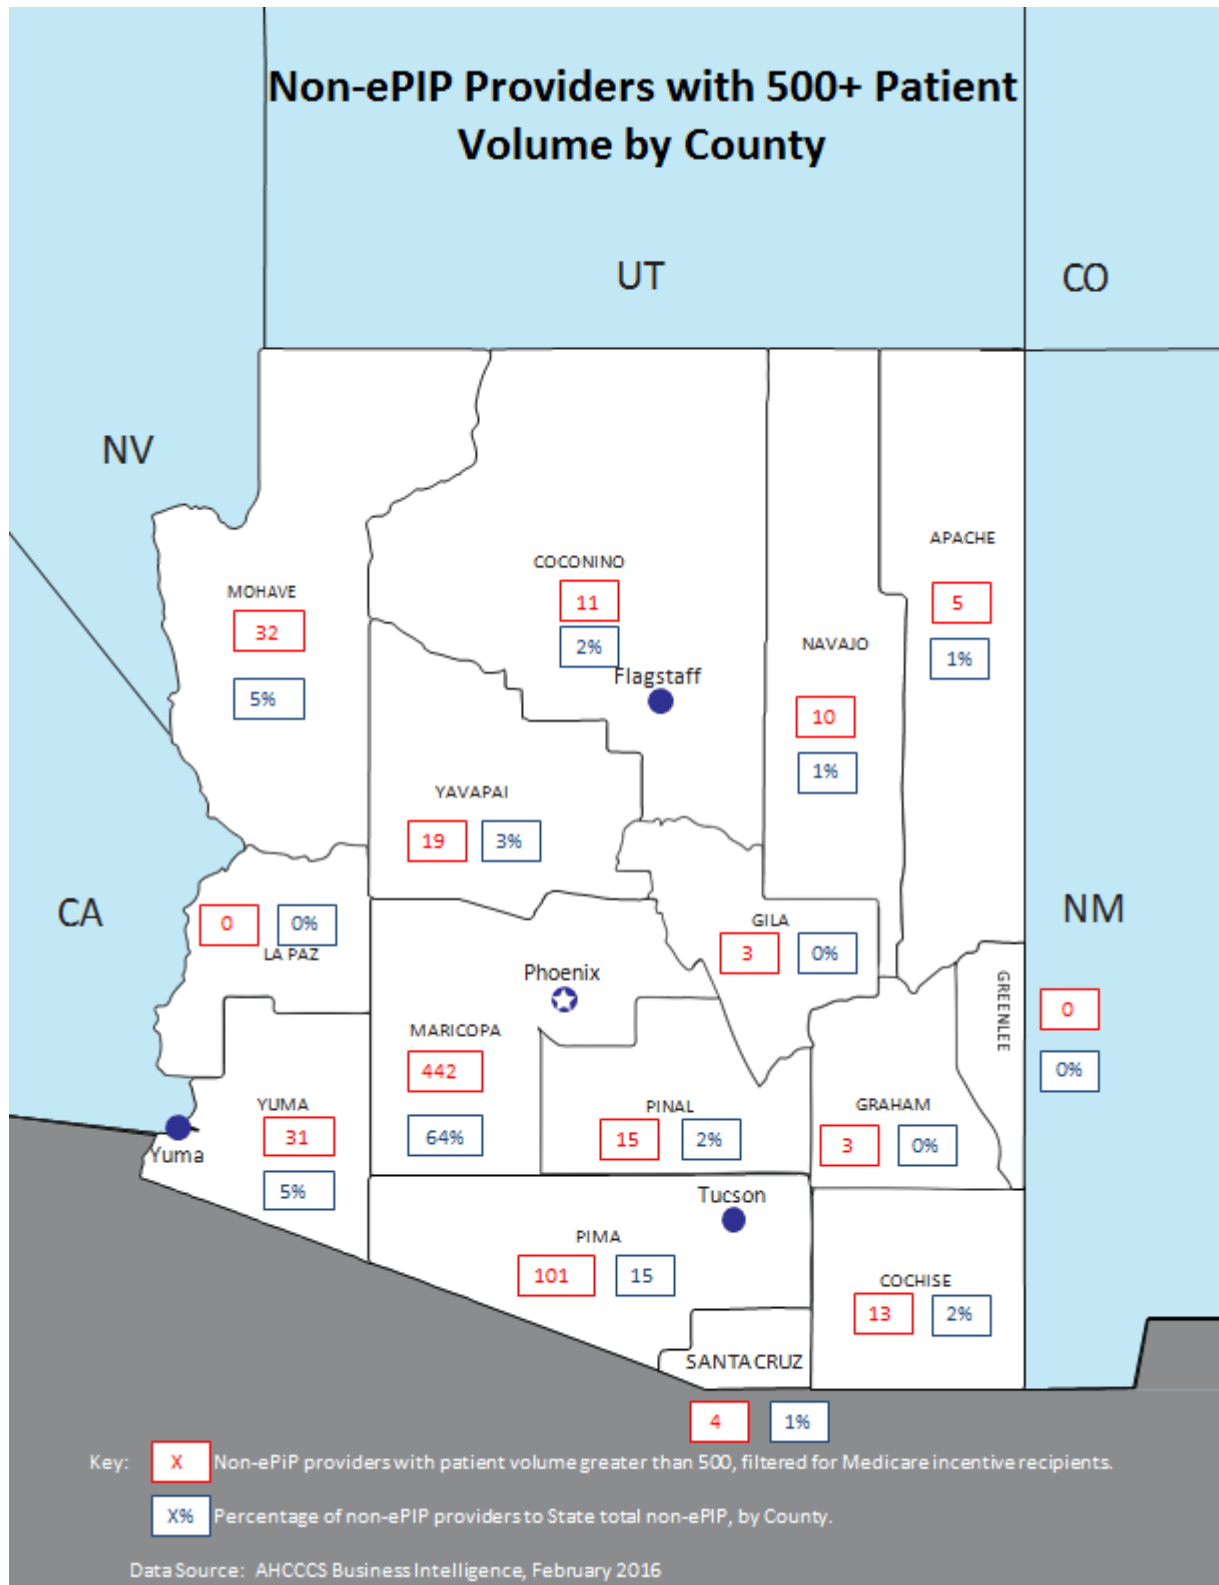 Non-ePIP Providers with 500+ Patient
Volume by County
UT
CO
NV
APACHE
COCONINO
5
11
MOHAVE
32
2%
NAVAJO
1%
Flagstaff
5%
10
1%
YAVAPAI
19 3%
CA
NM
0 0%
LA PAZ
GILA
3 0%
Phoenix
GREENLEE
0
MARICOPA
442
0%
YUMA
31
PINAL
15 2%
GRAHAM
3 0%
64%
Yuma
5%
Tucson
PIMA
101 15
COCHISE
13 2%
SANTA CRUZ
4 1%
Key: X Non-ePiP providers with patient volume greater than 500, filtered for Medicare incentive recipients.
X% Percentage of non-ePIP providers to State total non-ePIP, by County.
Data Source: AHCCCS Business Intelligence, February 2016